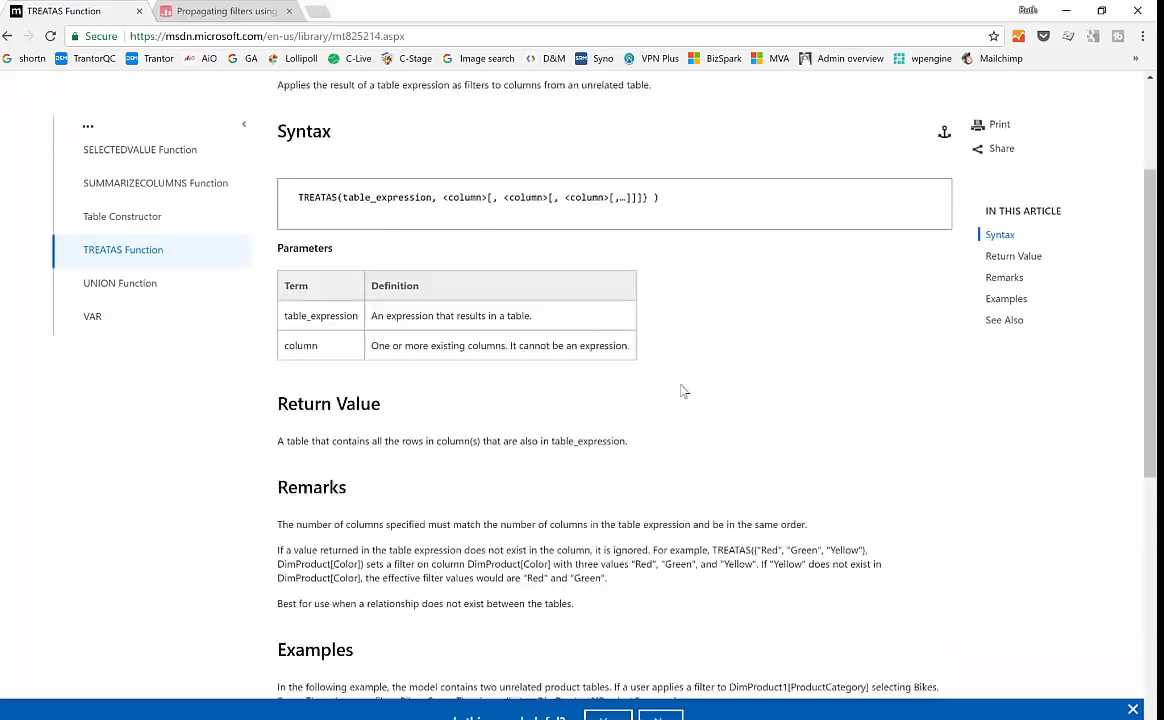 TREATAS Function
Propagating filters using
Ruth
Secure
https://msdn.microsoft.com/en-us/library/mt825214.aspx
shortn TrantorQC Trantor AiO GA Lollipoll C-Live C-Stage Image search D&M Syno VPN Plus BizSpark MVA Admin overview wpengine Mailchimp »
Applies the result of a table expression as filters to columns from an unrelated table.
...
SELECTEDVALUE Function
SUMMARIZECOLUMNS Function
Table Constructor
TREATAS Function
UNION Function
VAR
Syntax
TREATAS(table_expression, <column>[, <column>[, <column>[,…]]]} )
Parameters
Term Definition
table_expression An expression that results in a table.
column One or more existing columns. It cannot be an expression.
Return Value
A table that contains all the rows in column(s) that are also in table_expression.
Remarks
The number of columns specified must match the number of columns in the table expression and be in the same order.
If a value returned in the table expression does not exist in the column, it is ignored. For example, TREATAS({"Red", "Green", "Yellow"},
DimProduct[Color]) sets a filter on column DimProduct[Color] with three values "Red", "Green", and "Yellow". If "Yellow" does not exist in
DimProduct[Color], the effective filter values would are "Red" and "Green".
Best for use when a relationship does not exist between the tables.
Examples
In the following example, the model contains two unrelated product tables. If a user applies a filter to DimProduct1[ProductCategory] selecting Bikes,
Print
Share
IN THIS ARTICLE
Syntax
Return Value
Remarks
Examples
See Also